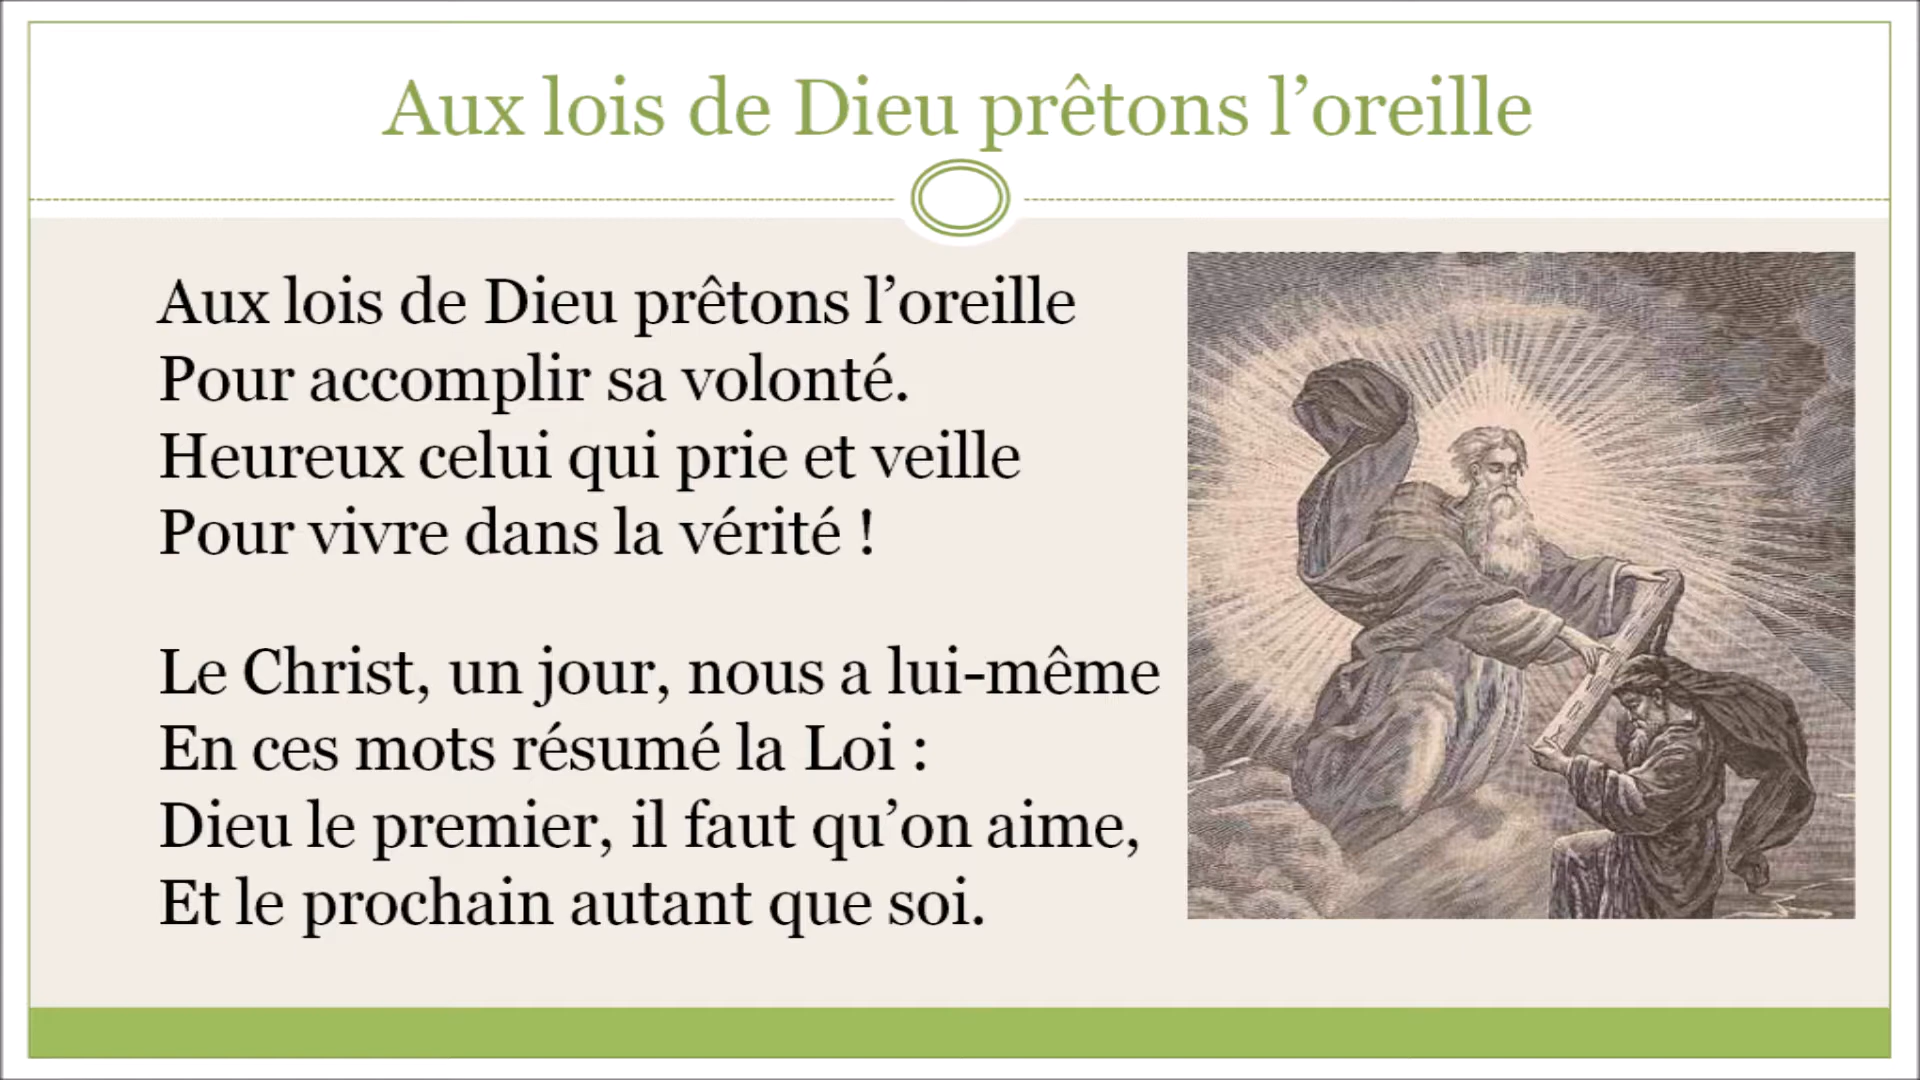 Aux lois de Dieu prêtons l’oreille
Aux lois de Dieu prêtons l’oreille
Pour accomplir sa volonté.
Heureux celui qui prie et veille
Pour vivre dans la vérité !
Le Christ, un jour, nous a lui-même
En ces mots résumé la Loi :
Dieu le premier, il faut qu’on aime,
Et le prochain autant que soi.